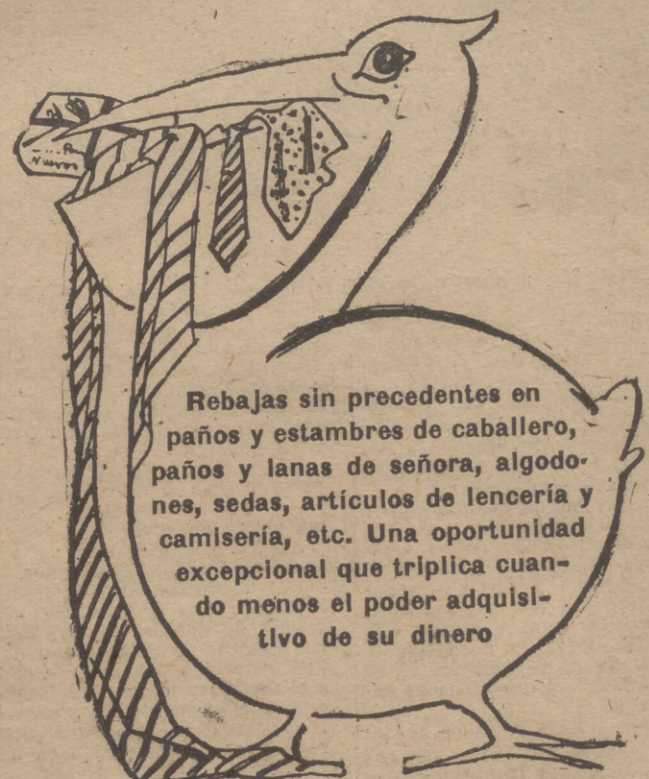 Nuevos
Rebajas sin precedentes en
paños y estambres de caballero,
paños y lanas de señora, algodo-
nes, sedas, artículos de lencería y
camisería, etc. Una oportunidad
excepcional que triplica cuan-
do menos el poder adquisi-
tivo de su dinero